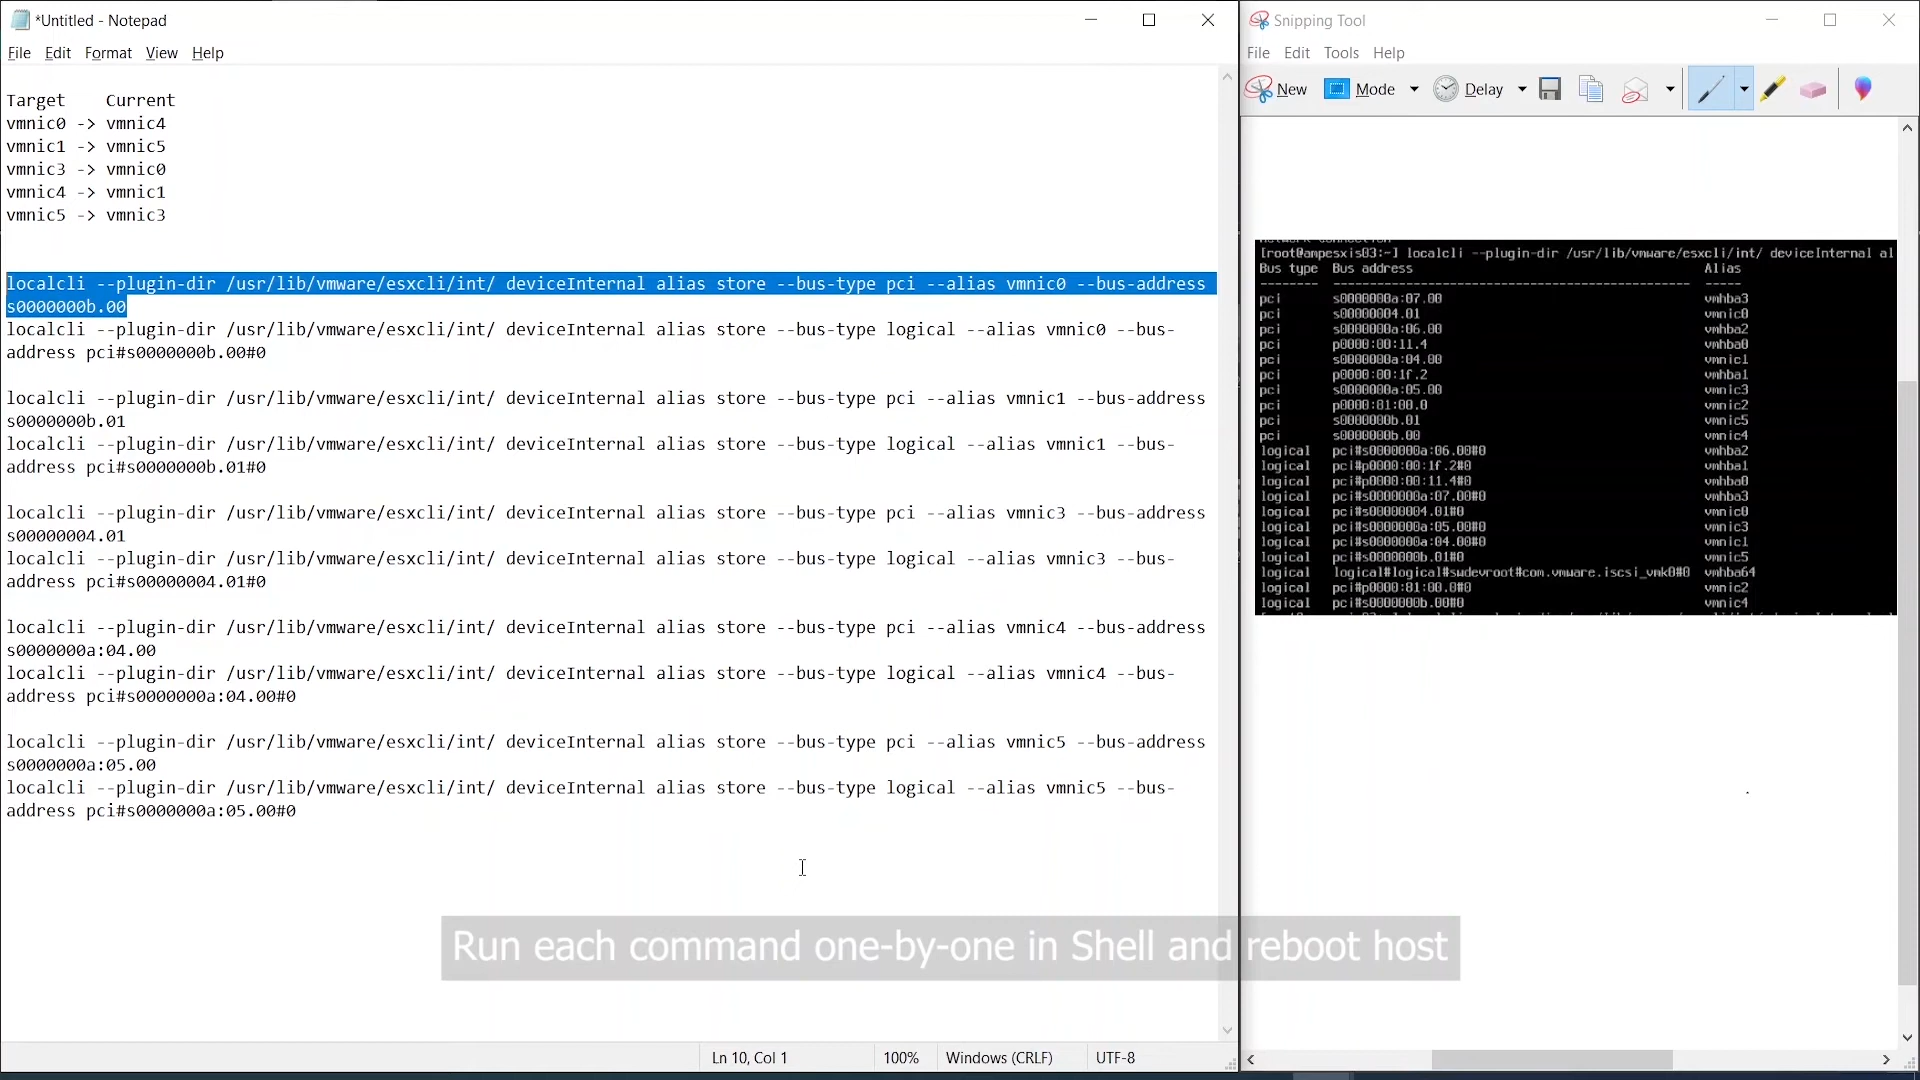 *Untitled - Notepad
File Edit Format View Help
Target    Current
vmnic0 -> vmnic4
vmnic1 -> vmnic5
vmnic3 -> vmnic0
vmnic4 -> vmnic1
vmnic5 -> vmnic3
localcli --plugin-dir /usr/lib/vmware/esxcli/int/ deviceInternal alias store --bus-type pci --alias vmnic0 --bus-address
s0000000b.00
localcli --plugin-dir /usr/lib/vmware/esxcli/int/ deviceInternal alias store --bus-type logical --alias vmnic0 --bus-
address pci#s0000000b.00#0
localcli --plugin-dir /usr/lib/vmware/esxcli/int/ deviceInternal alias store --bus-type pci --alias vmnic1 --bus-address
s0000000b.01
localcli --plugin-dir /usr/lib/vmware/esxcli/int/ deviceInternal alias store --bus-type logical --alias vmnic1 --bus-
address pci#s0000000b.01#0
localcli --plugin-dir /usr/lib/vmware/esxcli/int/ deviceInternal alias store --bus-type pci --alias vmnic3 --bus-address
s00000004.01
localcli --plugin-dir /usr/lib/vmware/esxcli/int/ deviceInternal alias store --bus-type logical --alias vmnic3 --bus-
address pci#s00000004.01#0
localcli --plugin-dir /usr/lib/vmware/esxcli/int/ deviceInternal alias store --bus-type pci --alias vmnic4 --bus-address
s0000000a:04.00
localcli --plugin-dir /usr/lib/vmware/esxcli/int/ deviceInternal alias store --bus-type logical --alias vmnic4 --bus-
address pci#s0000000a:04.00#0
localcli --plugin-dir /usr/lib/vmware/esxcli/int/ deviceInternal alias store --bus-type pci --alias vmnic5 --bus-address
s0000000a:05.00
localcli --plugin-dir /usr/lib/vmware/esxcli/int/ deviceInternal alias store --bus-type logical --alias vmnic5 --bus-
address pci#s0000000a:05.00#0
Ln 10, Col 1 100% Windows (CRLF) UTF-8
Snipping Tool
File Edit Tools Help
New Mode Delay
[root@ampesxis03:~] localcli --plugin-dir /usr/lib/vmware/esxcli/int/ deviceInternal al
Bus type Bus address Alias
-------- ----------------------------------------------- -----
pci s0000000a:07.00 vmhba3
pci s00000004.01 vmnic0
pci s0000000a:06.00 vmhba2
pci p0000:00:11.4 vmhba0
pci s0000000a:04.00 vmnic1
pci p0000:00:1f.2 vmhba1
pci s0000000a:05.00 vmnic3
pci p0000:81:00.0 vmnic2
pci s0000000b.01 vmnic5
pci s0000000b.00 vmnic4
logical pci#s0000000a:06.00#0 vmhba2
logical pci#p0000:00:1f.2#0 vmhba1
logical pci#p0000:00:11.4#0 vmhba0
logical pci#s0000000a:07.00#0 vmhba3
logical pci#s00000004.01#0 vmnic0
logical pci#s0000000a:05.00#0 vmnic3
logical pci#s0000000a:04.00#0 vmnic1
logical pci#s0000000b.01#0 vmnic5
logical logical#logical#swdevroot#com.vmware.iscsi_vmk0#0 vmhba64
logical pci#p0000:81:00.0#0 vmnic2
logical pci#s0000000b.00#0 vmnic4
Run each command one-by-one in Shell and reboot host